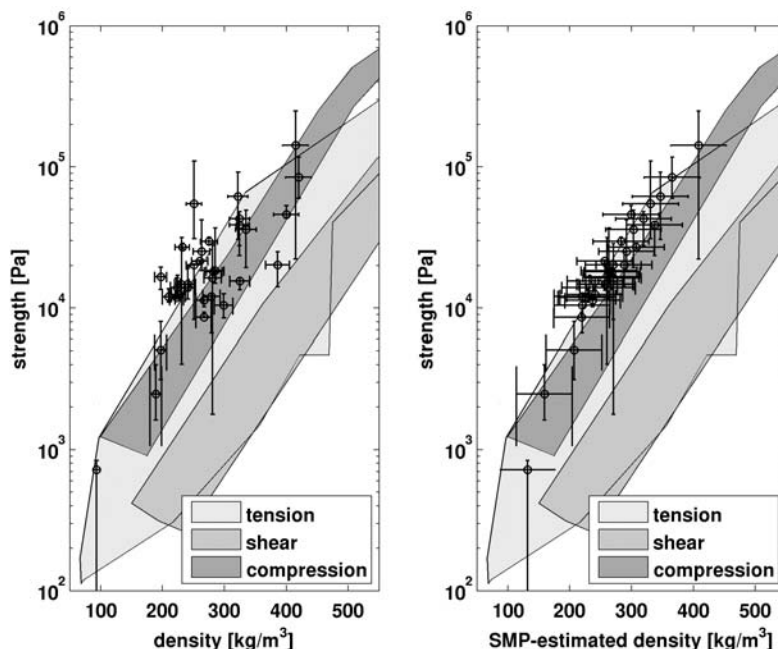 10^6
10^5
10^4
10^3
10^2
strength [Pa]
100 200 300 400 500
density [kg/m^3]
tension
shear
compression
10^6
10^5
10^4
10^3
10^2
strength [Pa]
100 200 300 400 500
SMP-estimated density [kg/m^3]
tension
shear
compression